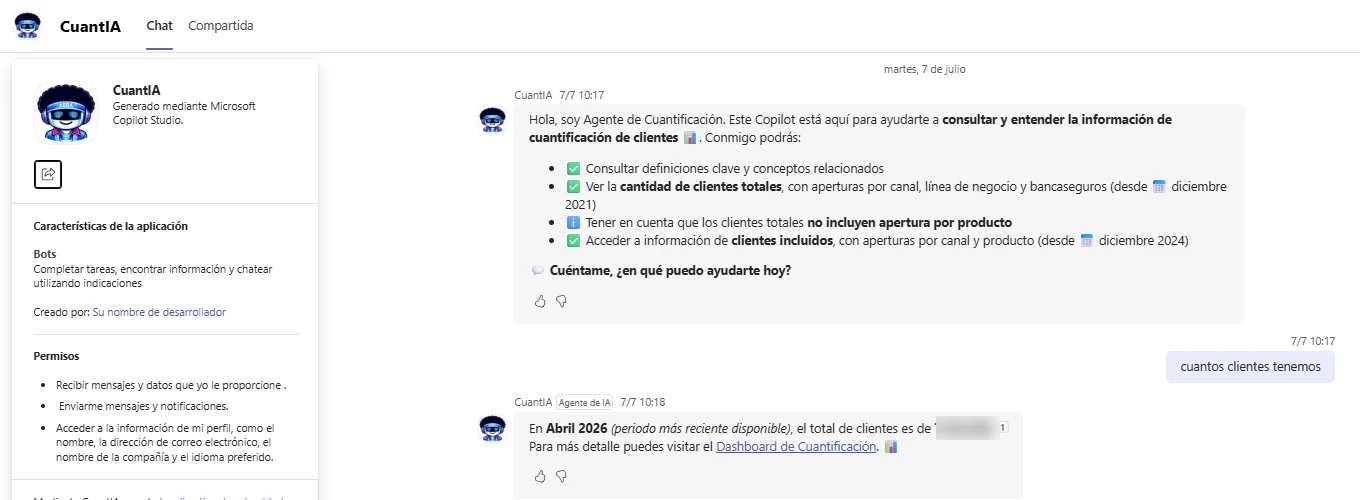 CuantIA
Chat
Compartida
CuantIA
Generado mediante Microsoft
Copilot Studio.
Características de la aplicación
Bots
Completar tareas, encontrar información y chatear
utilizando indicaciones
Creado por: Su nombre de desarrollador
Permisos
Recibir mensajes y datos que yo le proporcione .
Enviarme mensajes y notificaciones.
Acceder a la información de mi perfil, como el
nombre, la dirección de correo electrónico, el
nombre de la compañía y el idioma preferido.
martes, 7 de julio
CuantIA 7/7 10:17
Hola, soy Agente de Cuantificación. Este Copilot está aquí para ayudarte a consultar y entender la información de
cuantificación de clientes 📊. Conmigo podrás:
✅ Consultar definiciones clave y conceptos relacionados
✅ Ver la cantidad de clientes totales, con aperturas por canal, línea de negocio y bancaseguros (desde 📅 diciembre
2021)
ℹ️ Tener en cuenta que los clientes totales no incluyen apertura por producto
✅ Acceder a información de clientes incluidos, con aperturas por canal y producto (desde 📅 diciembre 2024)
💬 Cuéntame, ¿en qué puedo ayudarte hoy?
7/7 10:17
cuantos clientes tenemos
CuantIA Agente de IA 7/7 10:18
En Abril 2026 (periodo más reciente disponible), el total de clientes es de 1
Para más detalle puedes visitar el Dashboard de Cuantificación. 📊